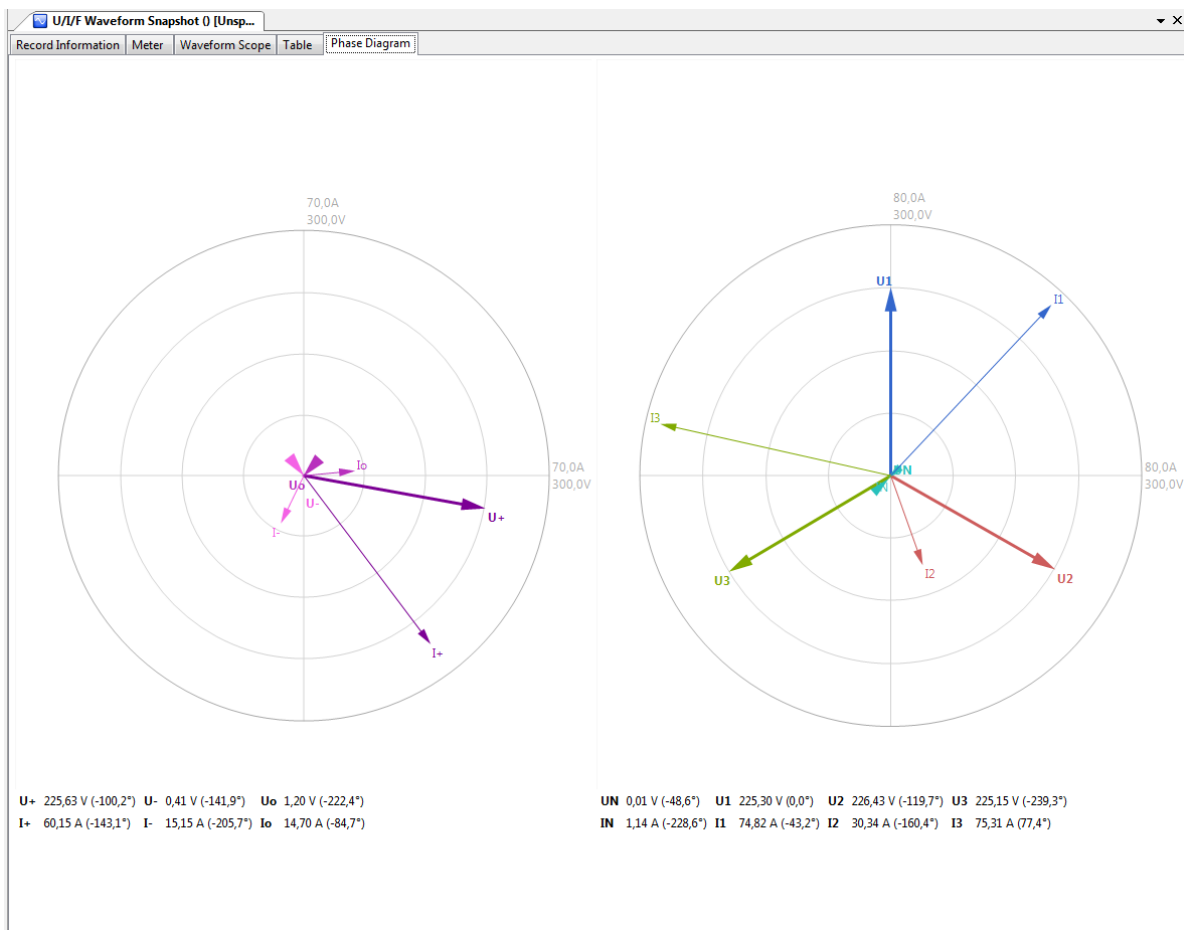 U/I/F Waveform Snapshot () [Unsp...
Record Information Meter Waveform Scope Table Phase Diagram
70,0A
300,0V
70,0A
300,0V
Io
Uo
U-
U+
I-
I+
U+ 225,63 V (-100,2°) U- 0,41 V (-141,9°) Uo 1,20 V (-222,4°)
I+ 60,15 A (-143,1°) I- 15,15 A (-205,7°) Io 14,70 A (-84,7°)
80,0A
300,0V
U1
I1
I3
80,0A
300,0V
I2
U3
U2
UN 0,01 V (-48,6°) U1 225,30 V (0,0°) U2 226,43 V (-119,7°) U3 225,15 V (-239,3°)
IN 1,14 A (-228,6°) I1 74,82 A (-43,2°) I2 30,34 A (-160,4°) I3 75,31 A (77,4°)